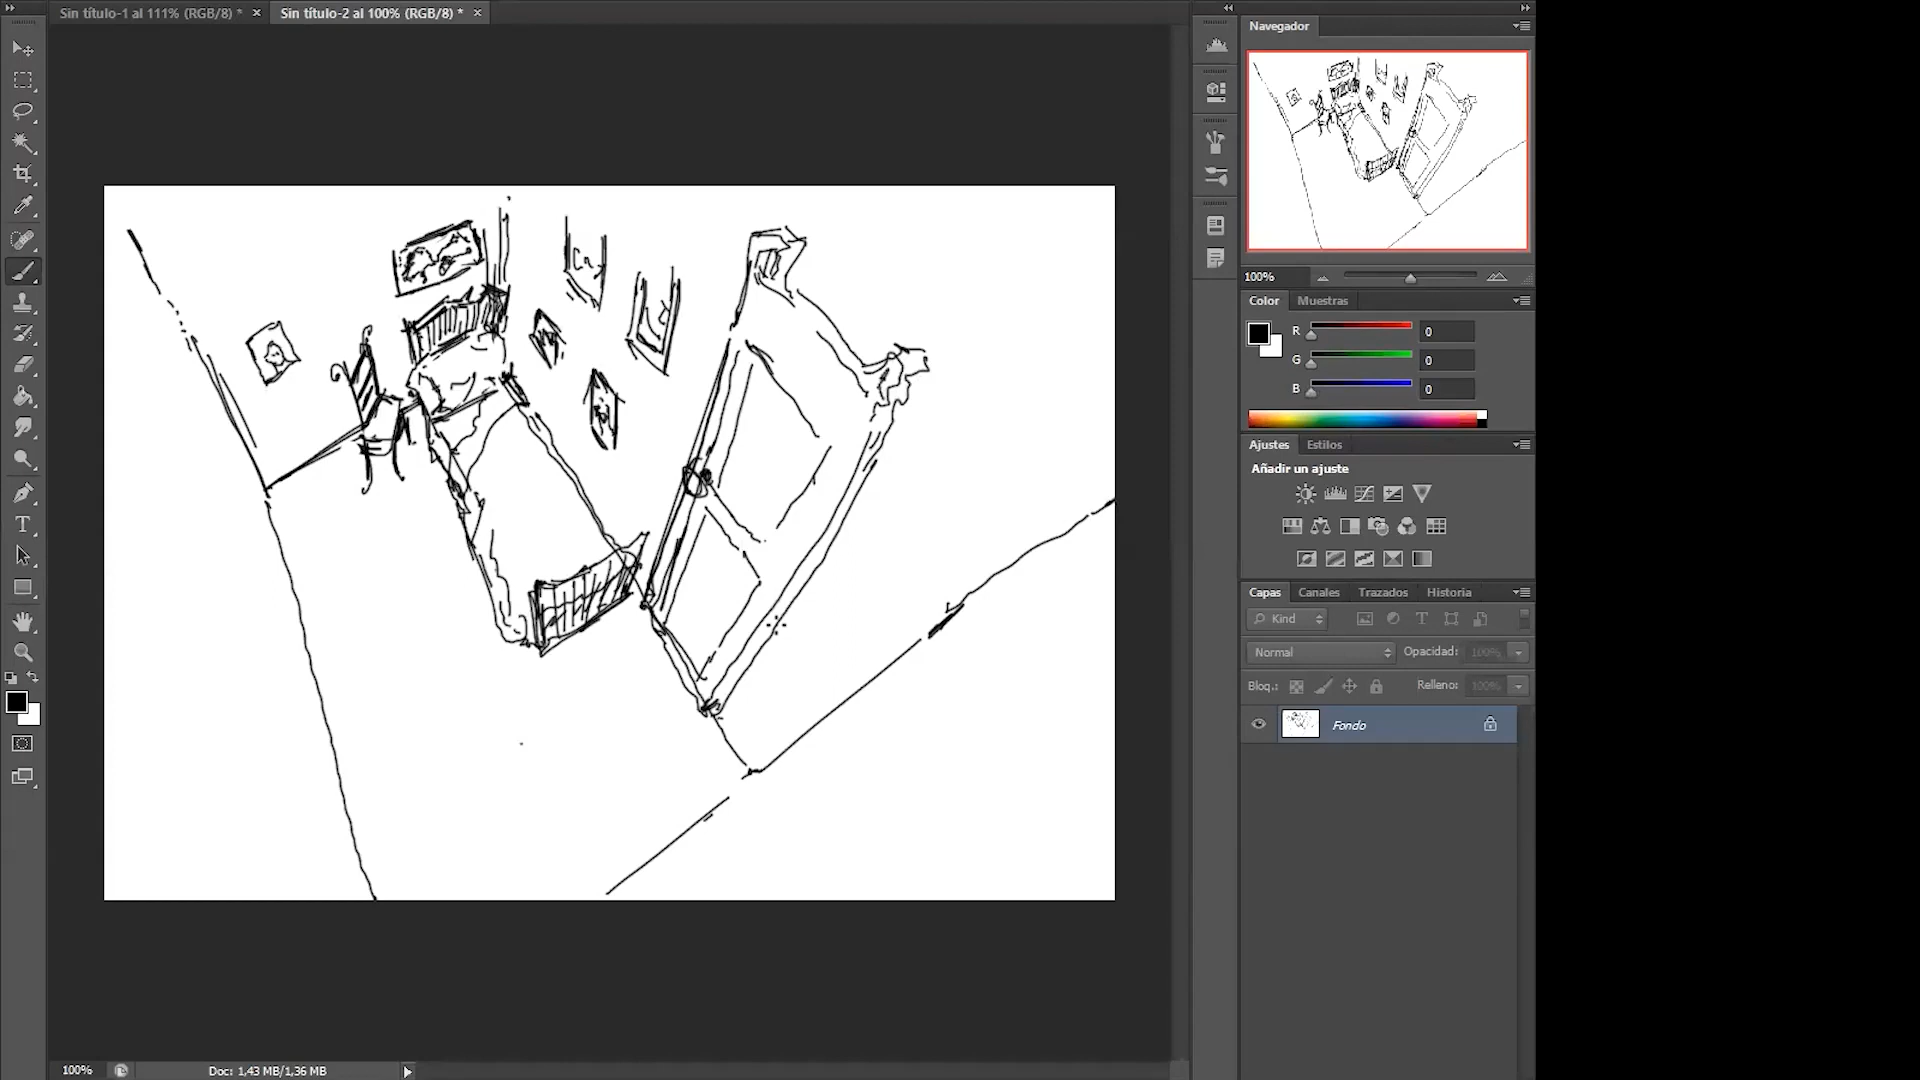 Sin título-1 al 111% (RGB/8) * ×
Sin título-2 al 100% (RGB/8) * ×
Navegador
100%
Color Muestras
R 0
G 0
B 0
Ajustes Estilos
Añadir un ajuste
Capas Canales Trazados Historia
Kind
Normal Opacidad: 100%
Bloq.: Relleno: 100%
Fondo
T
100% Doc: 1,43 MB/1,36 MB